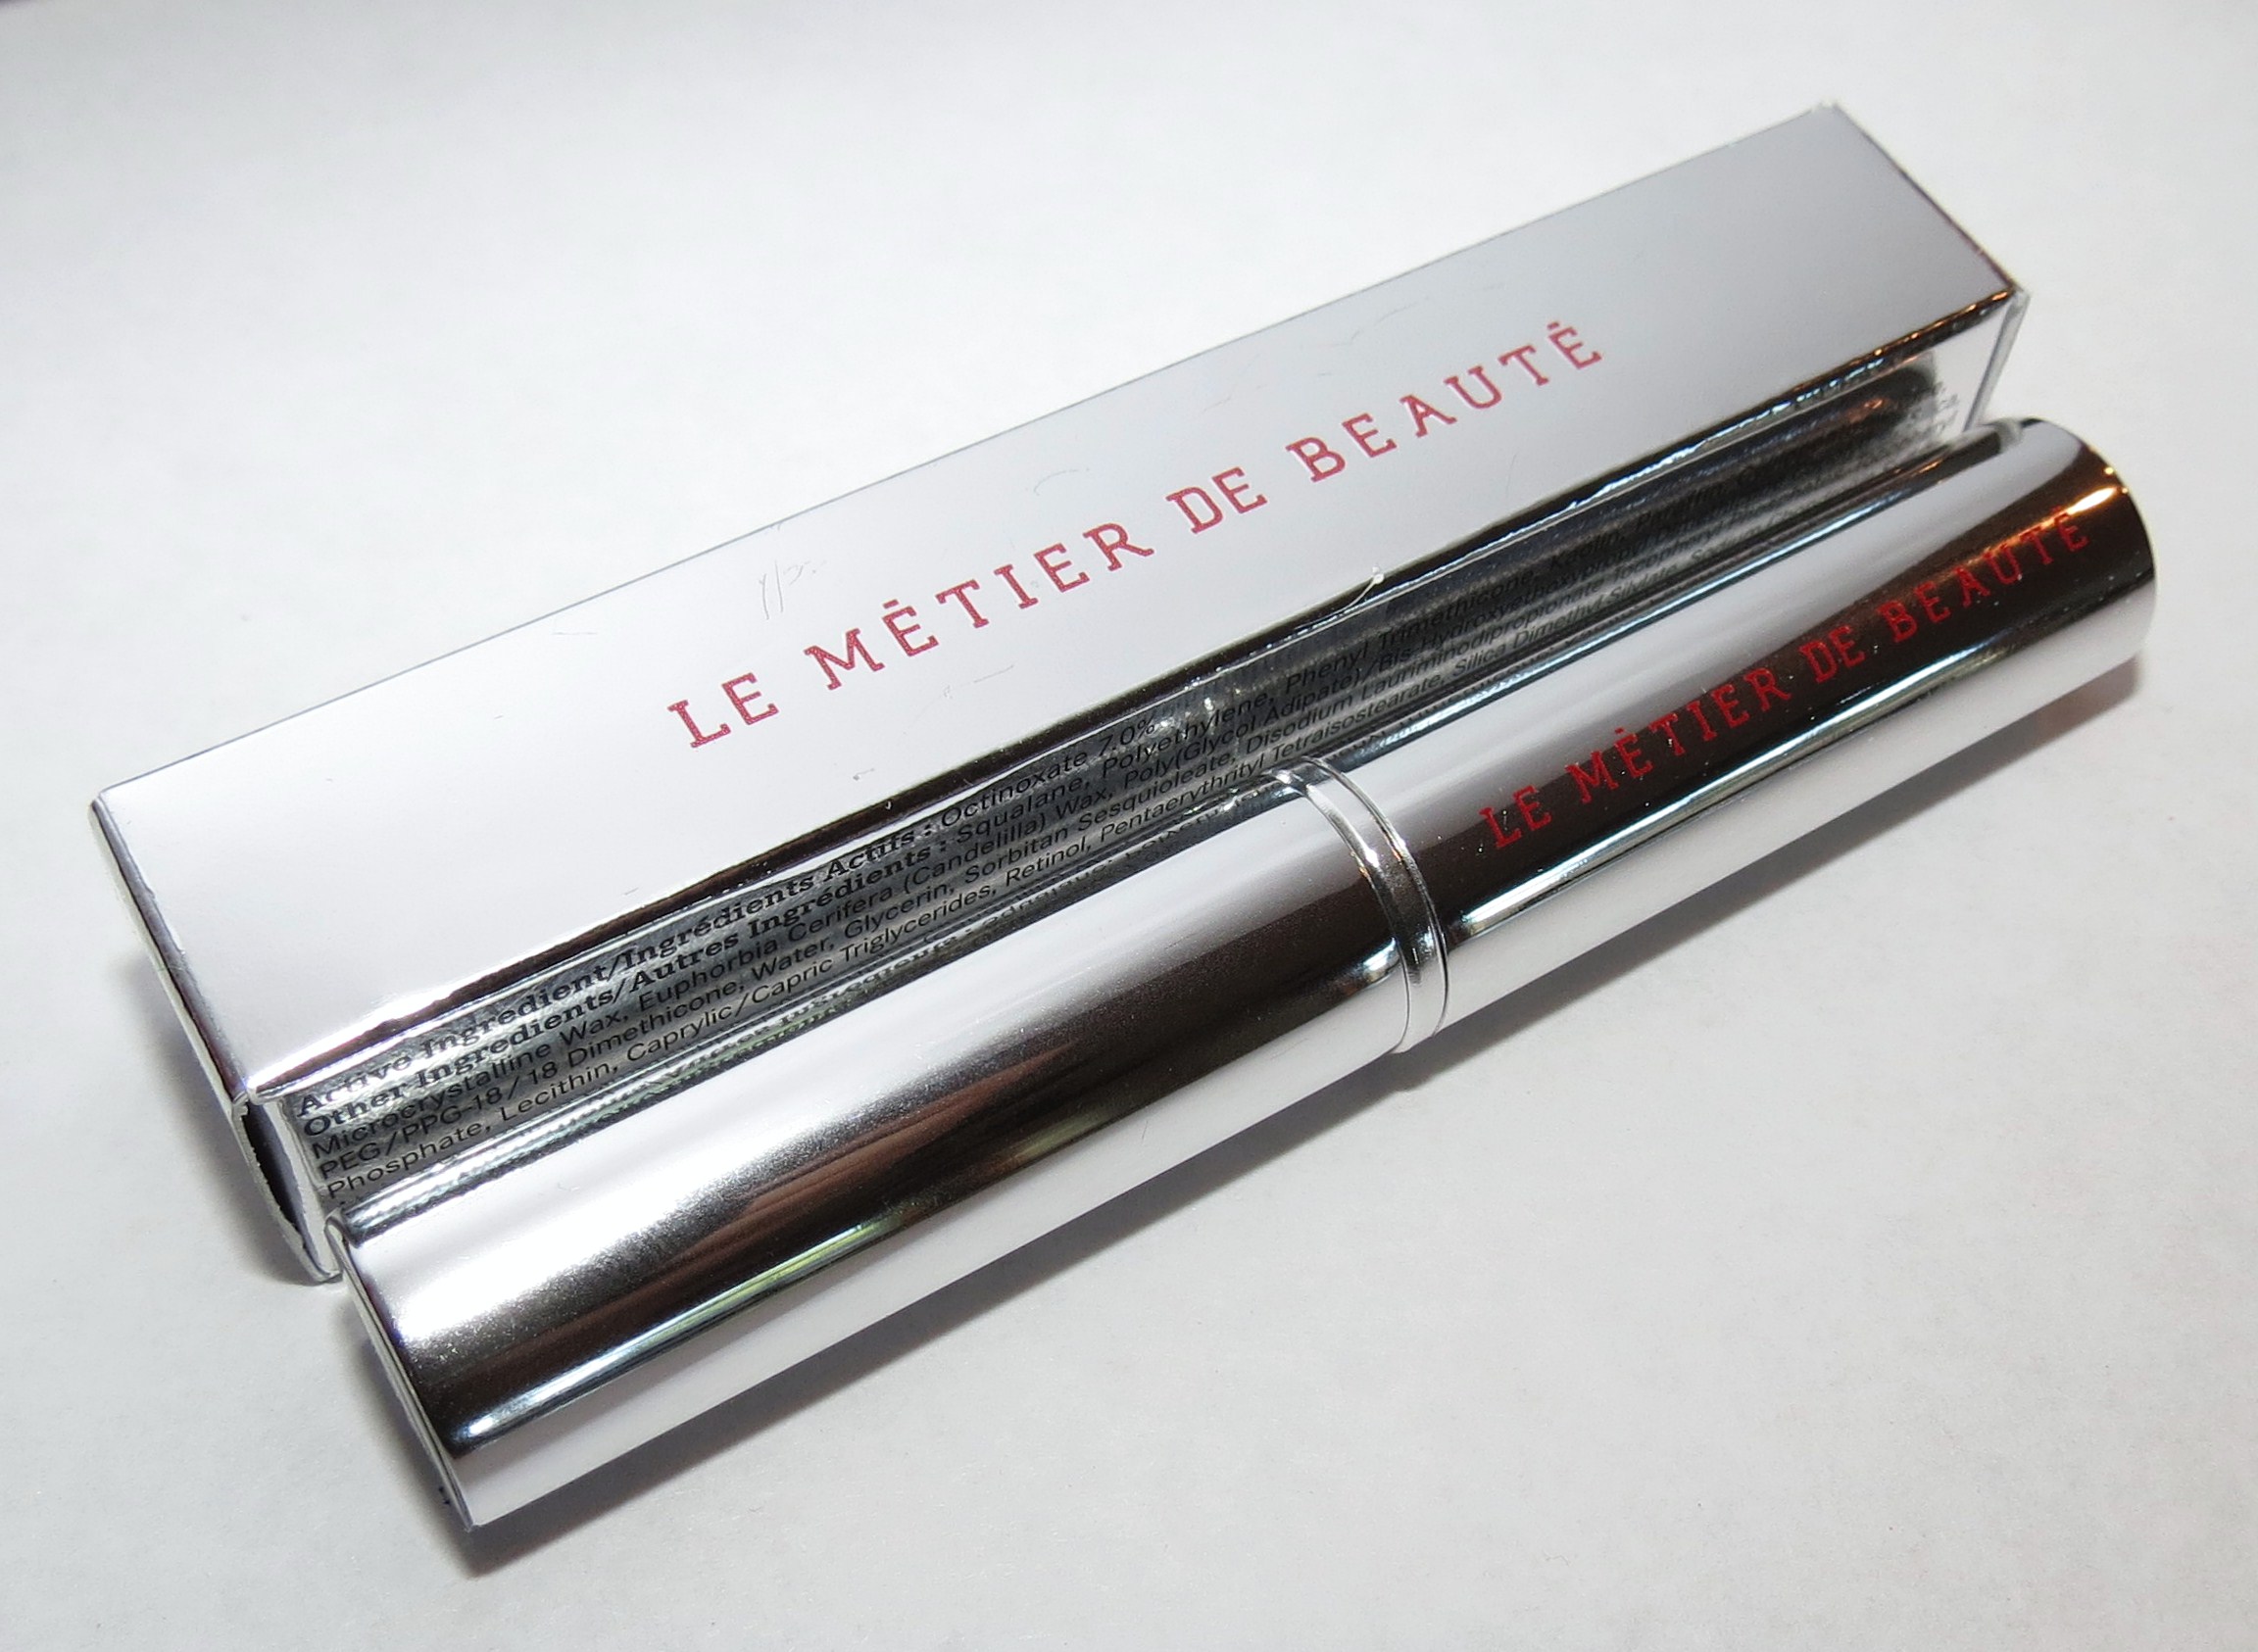 LE MÉTIER DE BEAUTÉ
Active Ingredient/Ingrédients Actifs : Octinoxate 7.0%
Other Ingredients/Autres Ingrédients : Squalane, Polyethylene, Phenyl Trimethicone,
Microcrystalline Wax, Euphorbia Cerifera (Candelilla) Wax, Poly(Glycol Adipate)/Bis-Hydroxyethoxypropyl
PEG/PPG-18/18 Dimethicone, Water, Glycerin, Sorbitan Sesquioleate, Disodium Lauriminodipropionate Tocopheryl
Phosphate, Lecithin, Caprylic/Capric Triglycerides, Retinol, Pentaerythrityl Tetraisostearate, Silica Dimethyl
LE MÉTIER DE BEAUTÉ